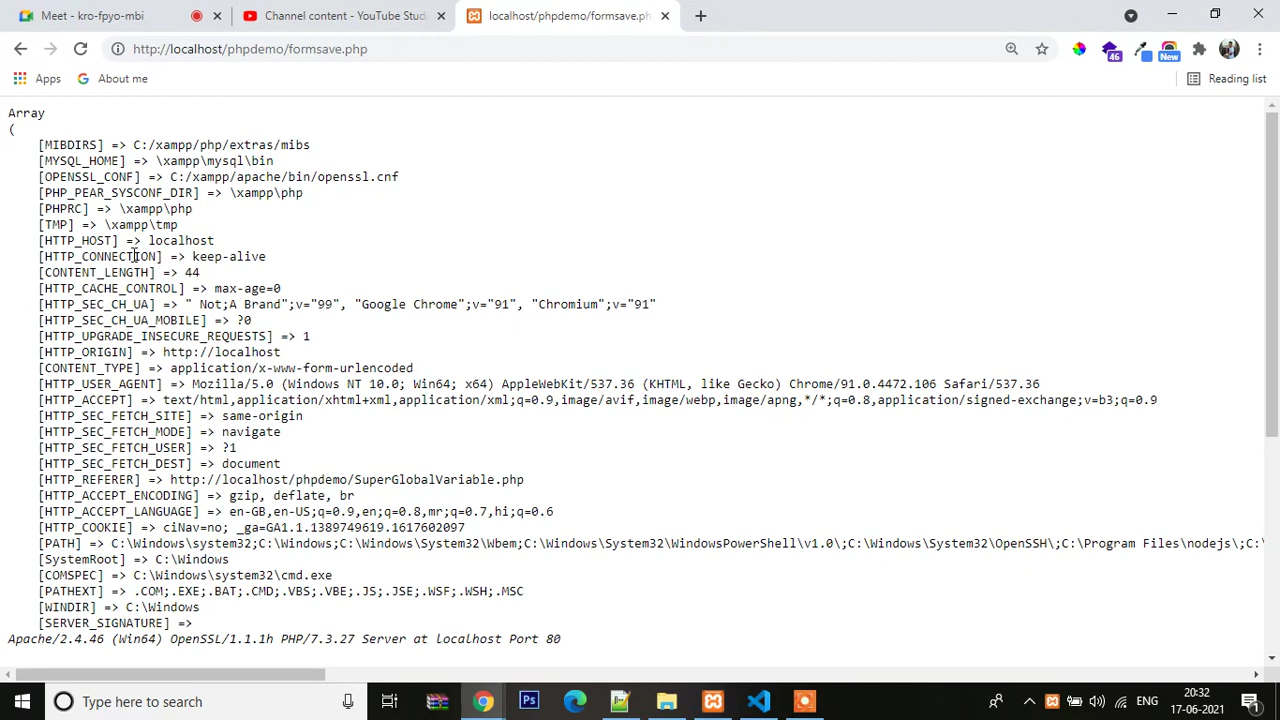 Meet - kro-fpyo-mbi
Channel content - YouTube Stud
localhost/phpdemo/formsave.ph
http://localhost/phpdemo/formsave.php
46
New
Apps
About me
Reading list
Array
(
[MIBDIRS] => C:/xampp/php/extras/mibs
[MYSQL_HOME] => \xampp\mysql\bin
[OPENSSL_CONF] => C:/xampp/apache/bin/openssl.cnf
[PHP_PEAR_SYSCONF_DIR] => \xampp\php
[PHPRC] => \xampp\php
[TMP] => \xampp\tmp
[HTTP_HOST] => localhost
[HTTP_CONNECTION] => keep-alive
[CONTENT_LENGTH] => 44
[HTTP_CACHE_CONTROL] => max-age=0
[HTTP_SEC_CH_UA] => " Not;A Brand";v="99", "Google Chrome";v="91", "Chromium";v="91"
[HTTP_SEC_CH_UA_MOBILE] => ?0
[HTTP_UPGRADE_INSECURE_REQUESTS] => 1
[HTTP_ORIGIN] => http://localhost
[CONTENT_TYPE] => application/x-www-form-urlencoded
[HTTP_USER_AGENT] => Mozilla/5.0 (Windows NT 10.0; Win64; x64) AppleWebKit/537.36 (KHTML, like Gecko) Chrome/91.0.4472.106 Safari/537.36
[HTTP_ACCEPT] => text/html,application/xhtml+xml,application/xml;q=0.9,image/avif,image/webp,image/apng,*/*;q=0.8,application/signed-exchange;v=b3;q=0.9
[HTTP_SEC_FETCH_SITE] => same-origin
[HTTP_SEC_FETCH_MODE] => navigate
[HTTP_SEC_FETCH_USER] => ?1
[HTTP_SEC_FETCH_DEST] => document
[HTTP_REFERER] => http://localhost/phpdemo/SuperGlobalVariable.php
[HTTP_ACCEPT_ENCODING] => gzip, deflate, br
[HTTP_ACCEPT_LANGUAGE] => en-GB,en-US;q=0.9,en;q=0.8,mr;q=0.7,hi;q=0.6
[HTTP_COOKIE] => ciNav=no; _ga=GA1.1.1389749619.1617602097
[PATH] => C:\Windows\system32;C:\Windows;C:\Windows\System32\Wbem;C:\Windows\System32\WindowsPowerShell\v1.0\;C:\Windows\System32\OpenSSH\;C:\Program Files\nodejs\;C:\
[SystemRoot] => C:\Windows
[COMSPEC] => C:\Windows\system32\cmd.exe
[PATHEXT] => .COM;.EXE;.BAT;.CMD;.VBS;.VBE;.JS;.JSE;.WSF;.WSH;.MSC
[WINDIR] => C:\Windows
[SERVER_SIGNATURE] =>
Apache/2.4.46 (Win64) OpenSSL/1.1.1h PHP/7.3.27 Server at localhost Port 80
Type here to search
Ps
ENG
20:32
17-06-2021
1